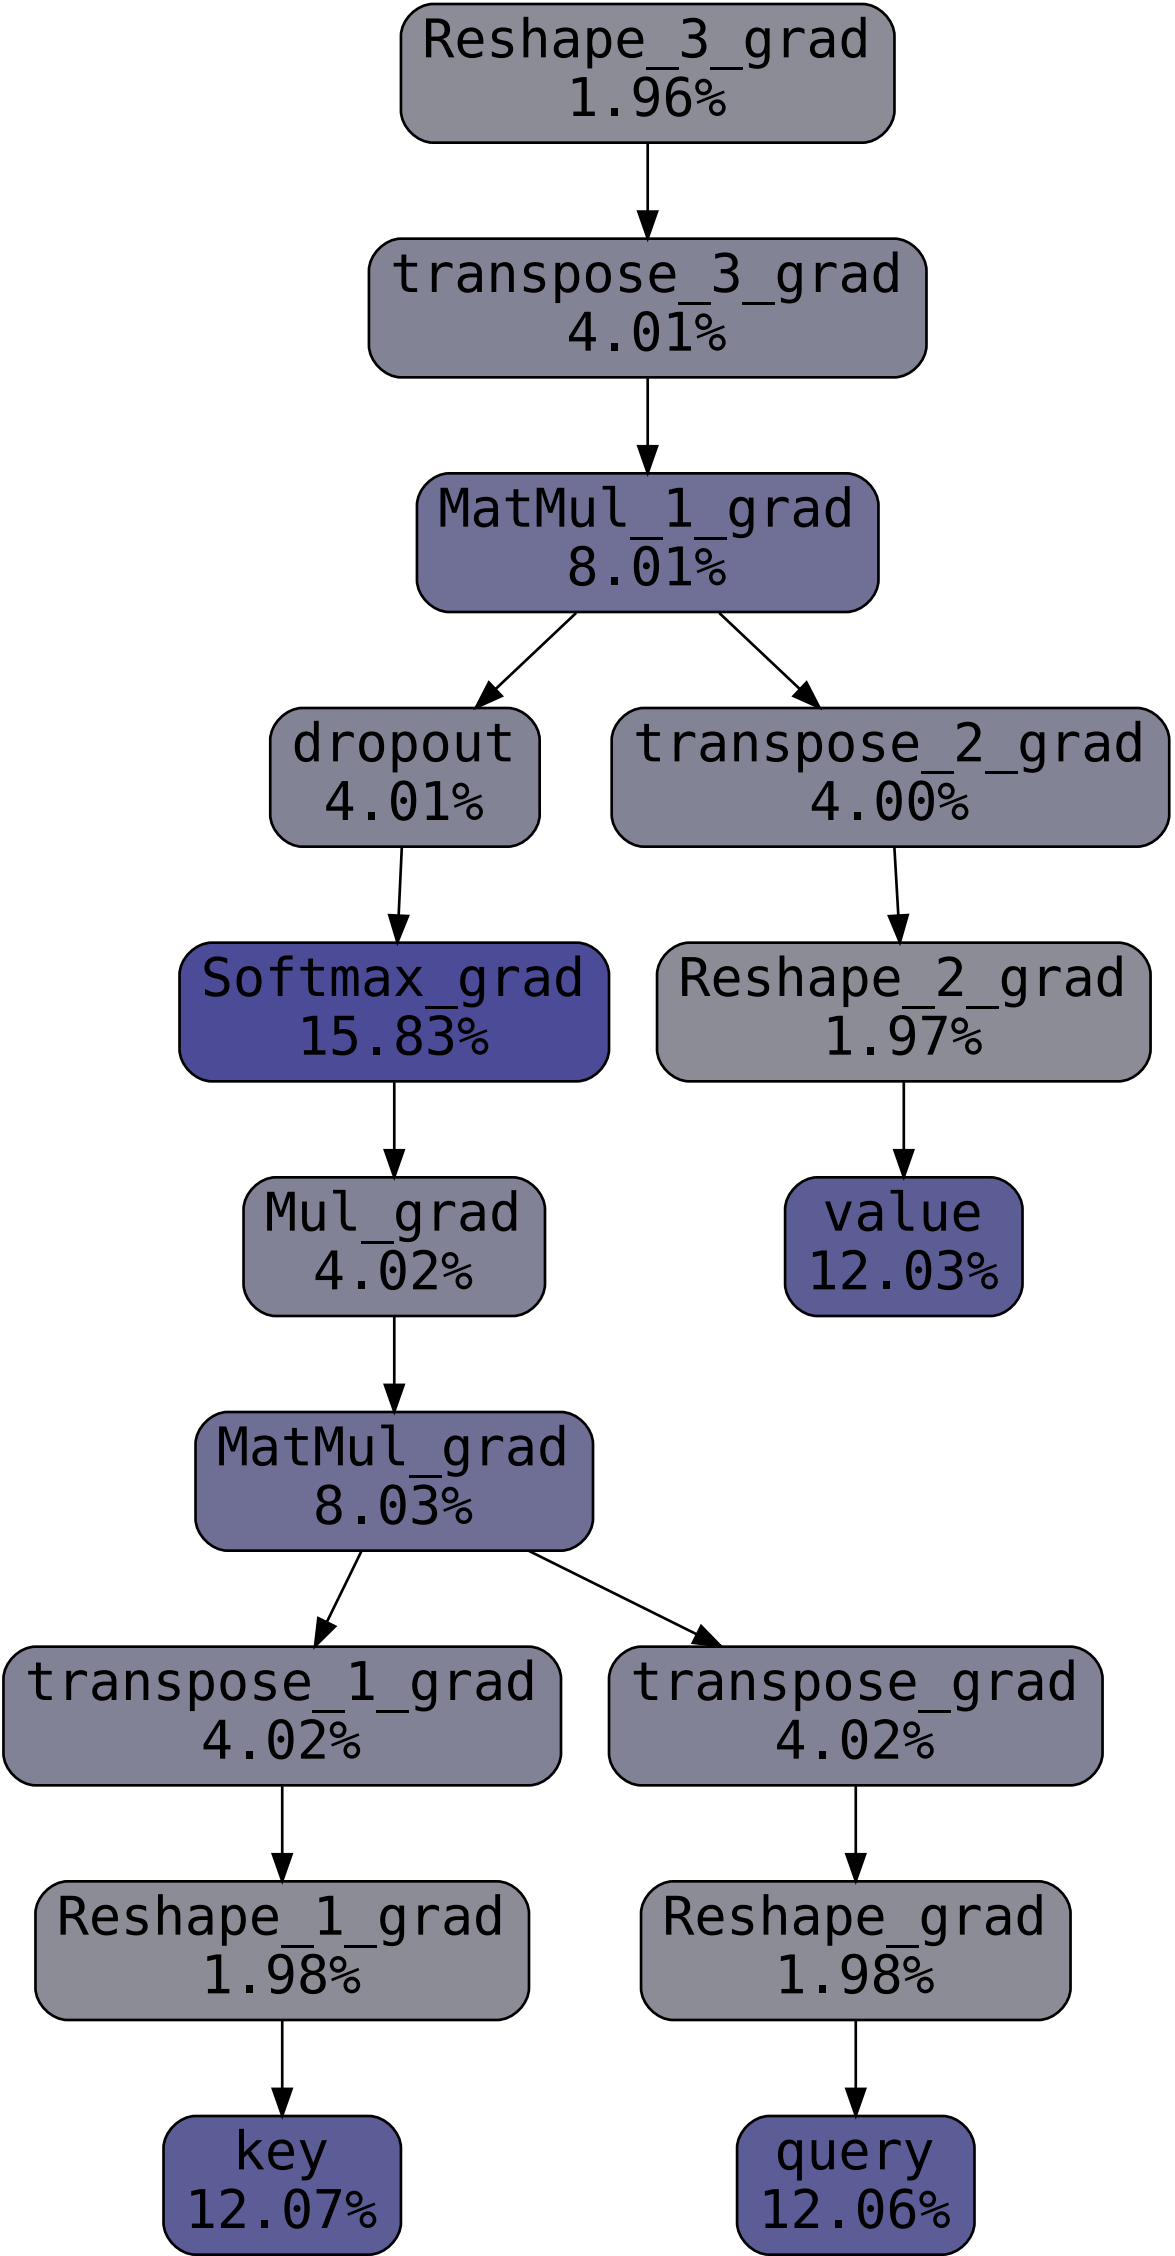 Reshape_3_grad
1.96%
transpose_3_grad
4.01%
MatMul_1_grad
8.01%
dropout
4.01%
transpose_2_grad
4.00%
Softmax_grad
15.83%
Reshape_2_grad
1.97%
Mul_grad
4.02%
value
12.03%
MatMul_grad
8.03%
transpose_1_grad
4.02%
transpose_grad
4.02%
Reshape_1_grad
1.98%
Reshape_grad
1.98%
key
12.07%
query
12.06%